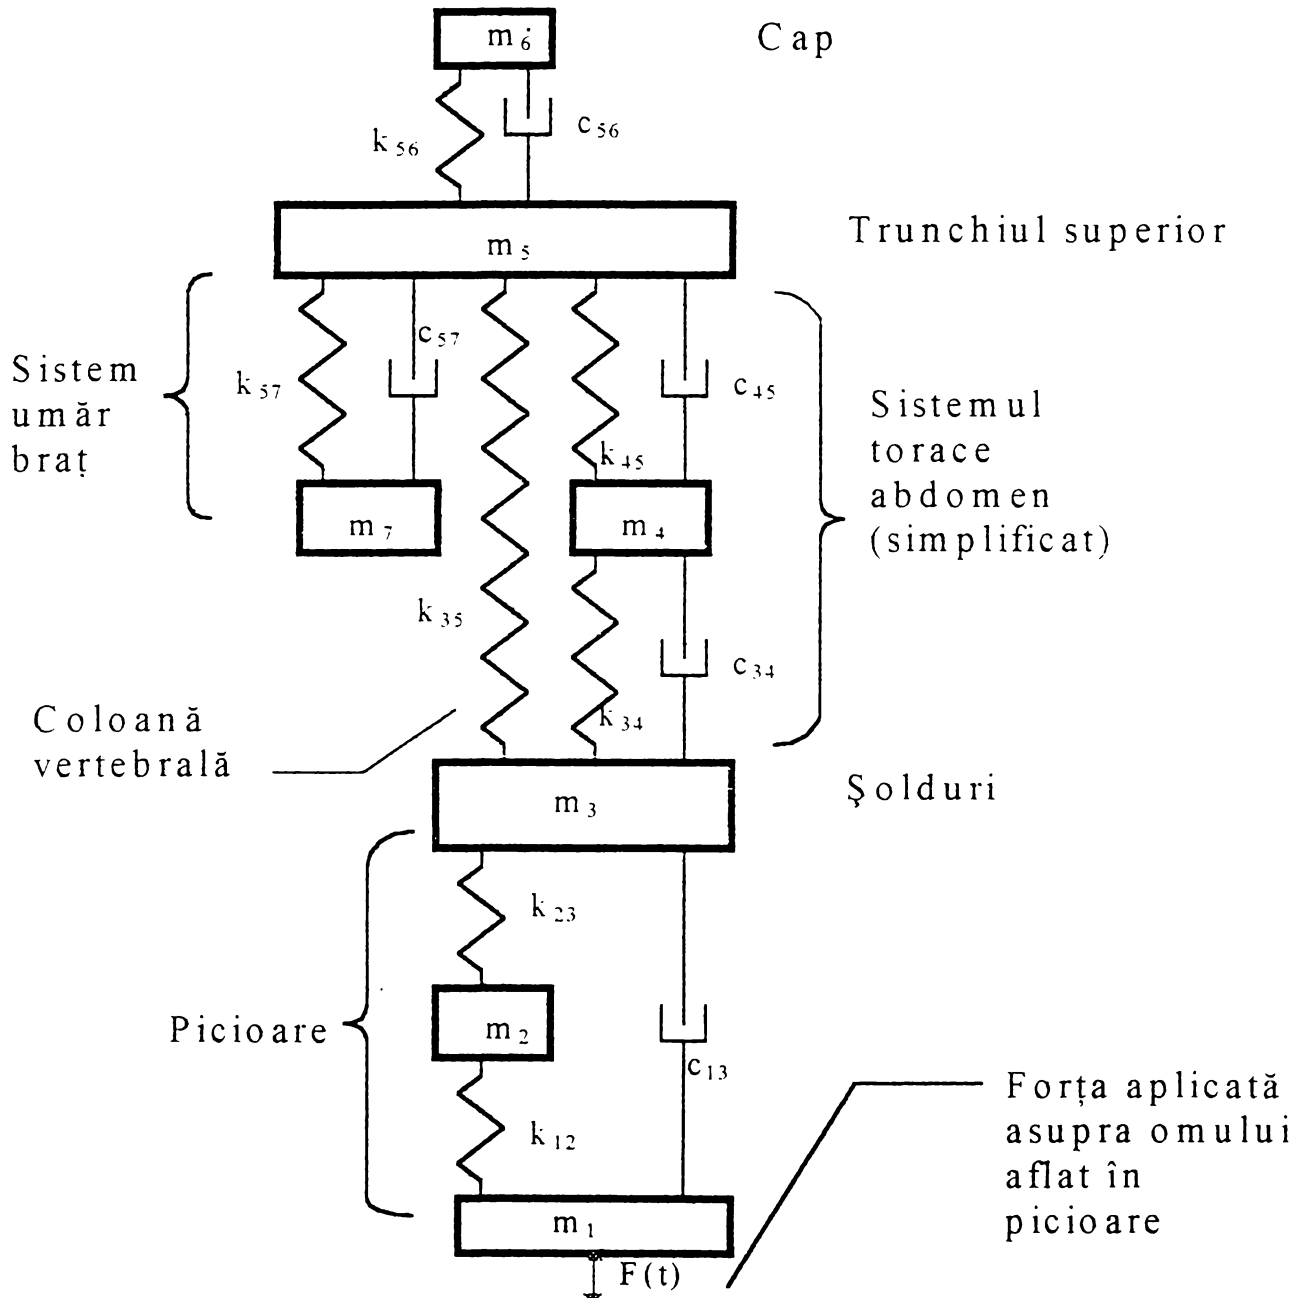 m₆
Cap
c₅₆
k₅₆
m₅
Trunchiul superior
Sistem
umăr
braț
k₅₇
c₅₇
c₄₅
k₄₅
Sistemul
torace
abdomen
(simplificat)
m₇
m₄
k₃₅
c₃₄
k₃₄
Coloană
vertebrală
m₃
Şolduri
k₂₃
Picioare
m₂
c₁₃
k₁₂
Forța aplicată
asupra omului
aflat în
picioare
m₁
F(t)